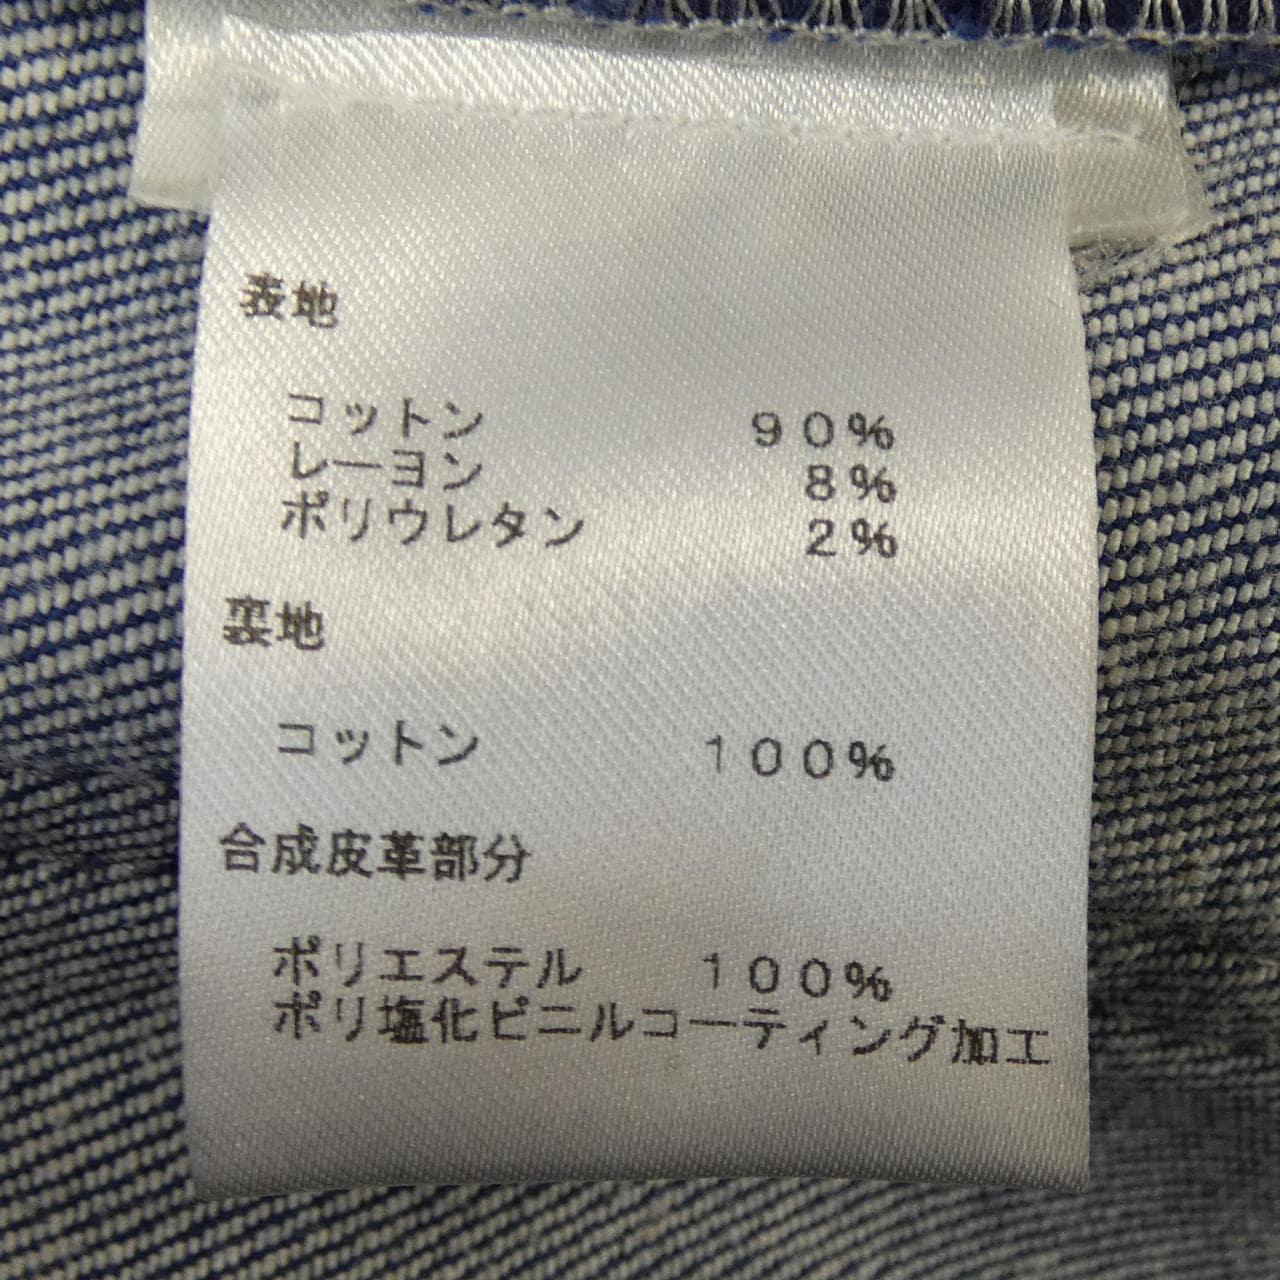 表地
コットン 90%
レーヨン 8%
ポリウレタン 2%
裏地
コットン 100%
合成皮革部分
ポリエステル 100%
ポリ塩化ビニルコーティング加工